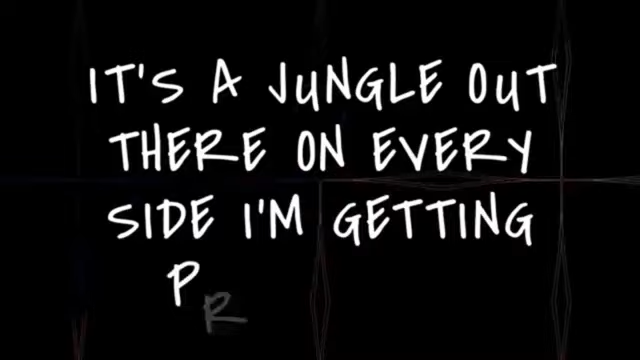 IT'S A JUNGLE OUT
THERE ON EVERY
SIDE I'M GETTING
PR